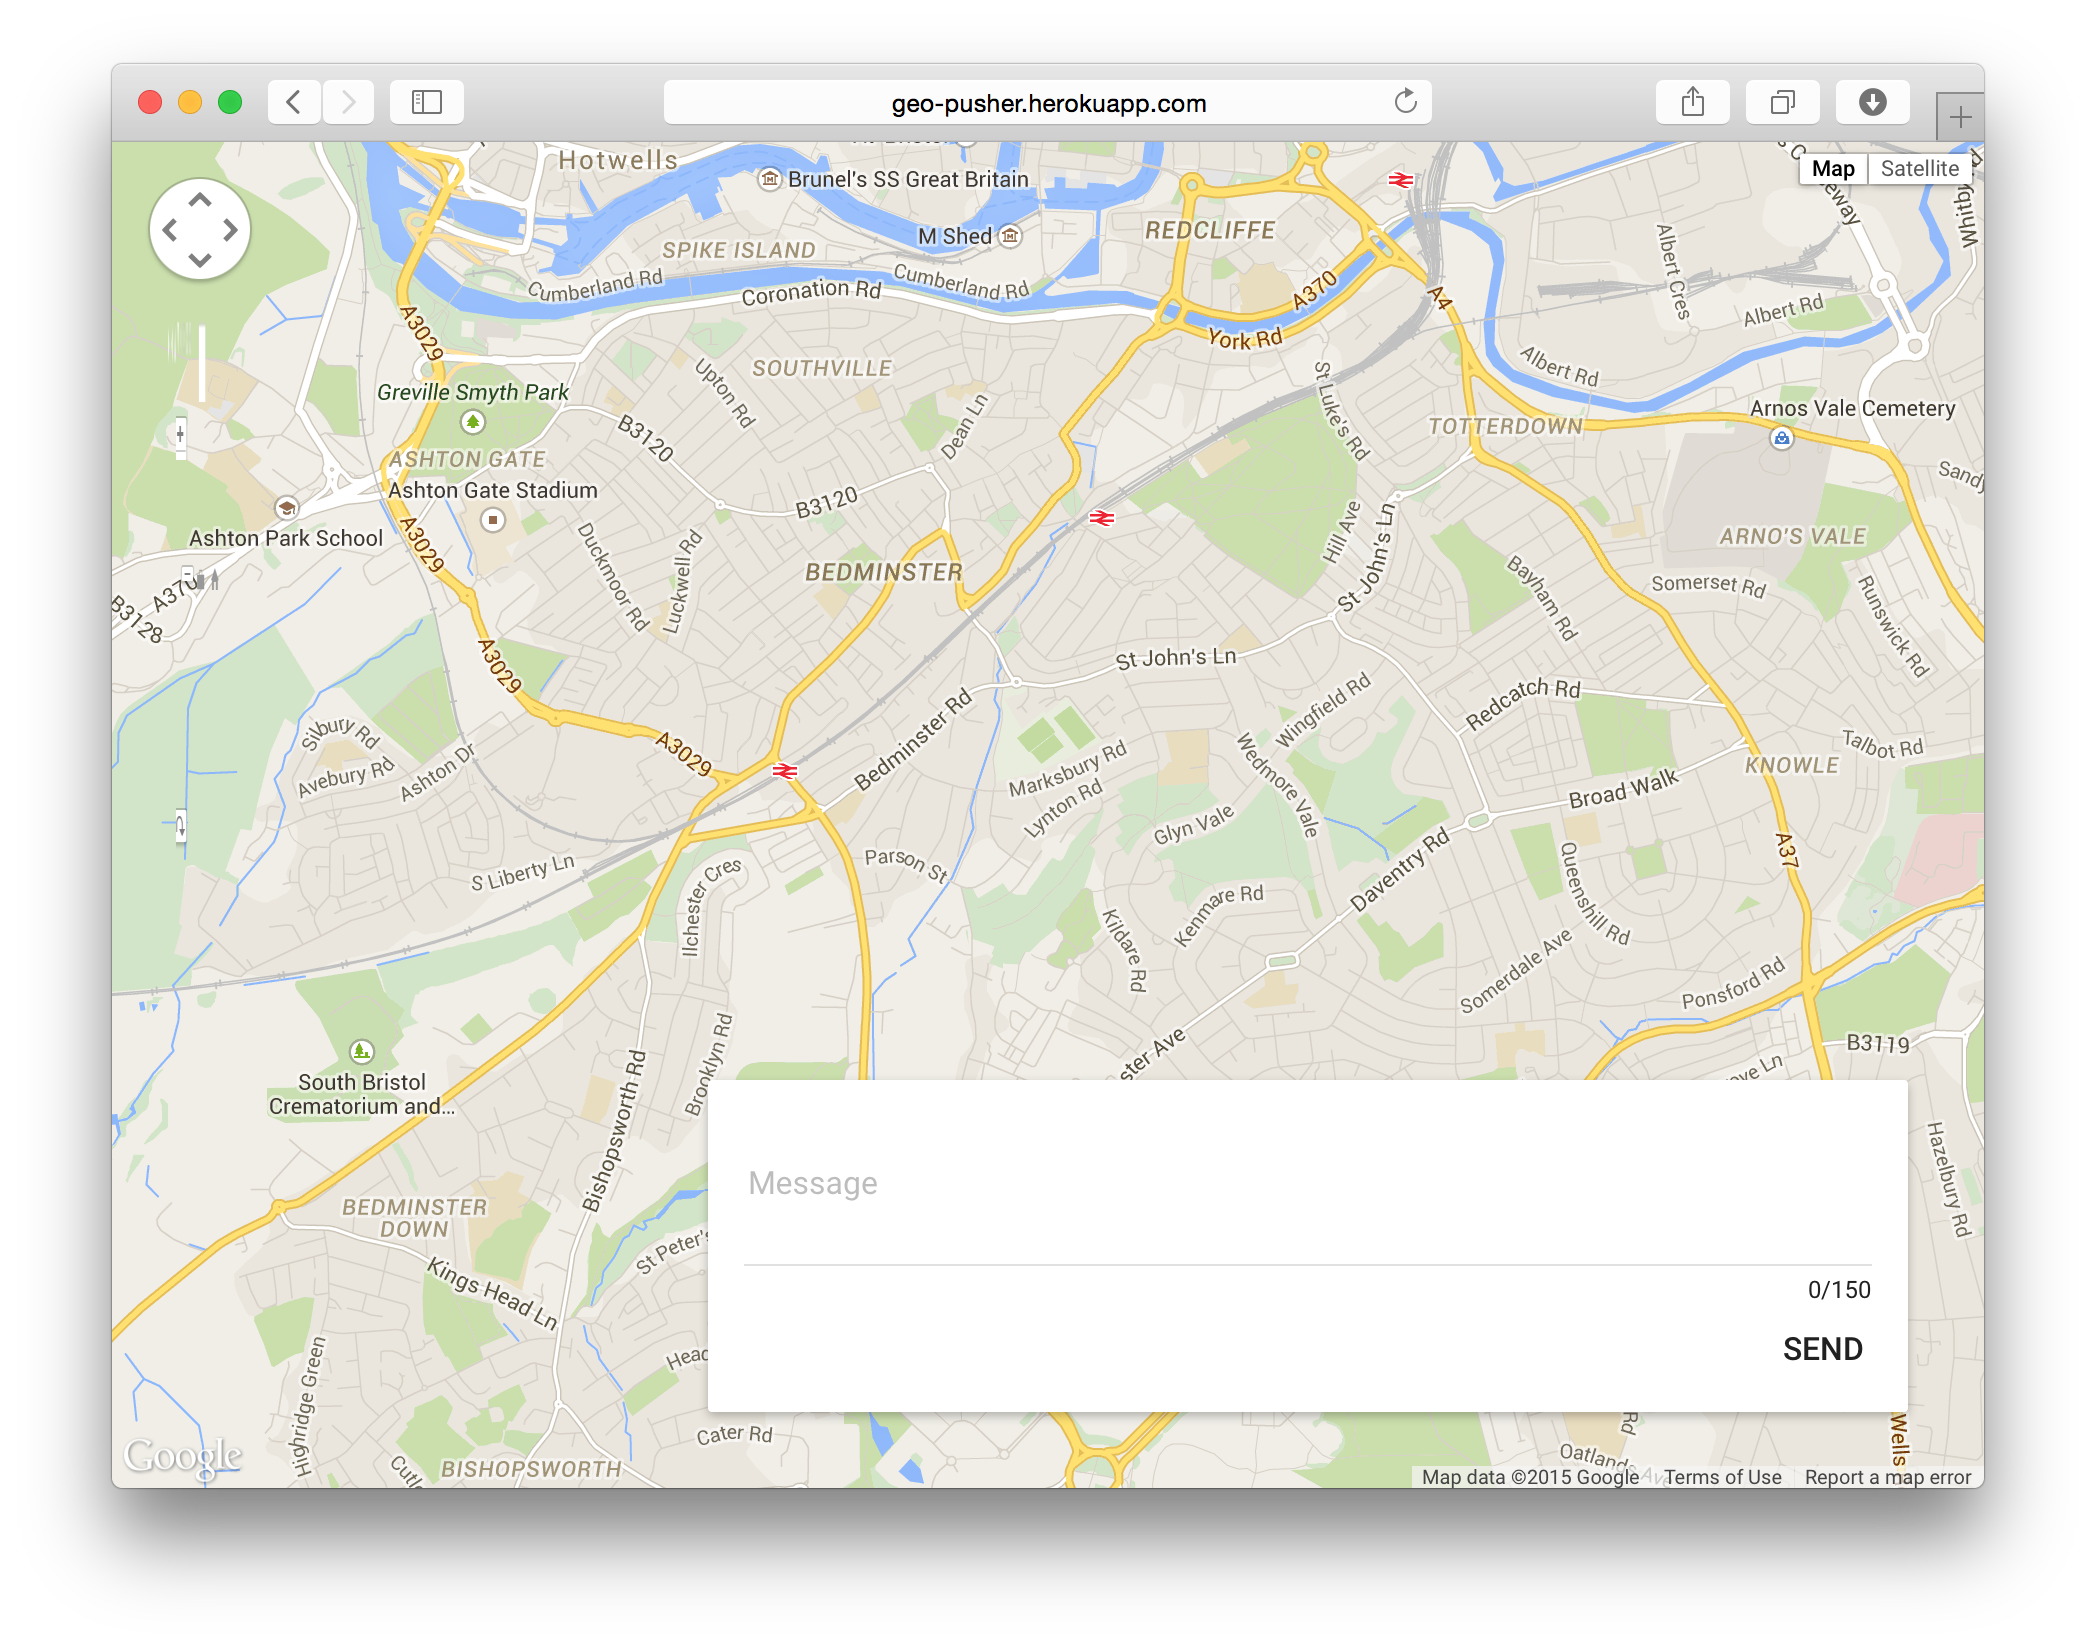 geo-pusher.herokuapp.com
Hotwells
Brunel's SS Great Britain
Map
Satellite
M Shed
REDCLIFFE
SPIKE ISLAND
Cumberland Rd
Coronation Rd
Cumberland Rd
A370
A4
Albert Cres
Albert Rd
A3029
York Rd
Albert Rd
SOUTHVILLE
Upton Rd
St Luke's Rd
Greville Smyth Park
Dean Ln
Arnos Vale Cemetery
B3120
TOTTERDOWN
ASHTON GATE
Ashton Gate Stadium
B3120
Ashton Park School
A3029
Duckmoor Rd
Luckwell Rd
Hill Ave
St John's Ln
ARNO'S VALE
BEDMINSTER
Bayham Rd
Somerset Rd
Runswick Rd
A370
B3128
A3029
St John's Ln
Redcatch Rd
Wingfield Rd
Silbury Rd
Avebury Rd
Ashton Dr
A3029
Bedminster Rd
Marksbury Rd
Lynton Rd
Wedmore Vale
Talbot Rd
KNOWLE
Broad Walk
Glyn Vale
A37
S Liberty Ln
Parson St
Daventry Rd
Ilchester Cres
Kenmare Rd
Queenshill Rd
Kildare Rd
Somerdale Ave
Ponsford Rd
Brooklyn Rd
B3119
South Bristol
Crematorium and...
Bishopsworth Rd
ster Ave
ove Ln
Hazelbury Rd
Message
BEDMINSTER
DOWN
St Peter's
Kings Head Ln
0/150
SEND
Highridge Green
Head
Cater Rd
Rd
Wells
Google
BISHOPSWORTH
Oatlands Ave
Map data ©2015 Google
Terms of Use
Report a map error